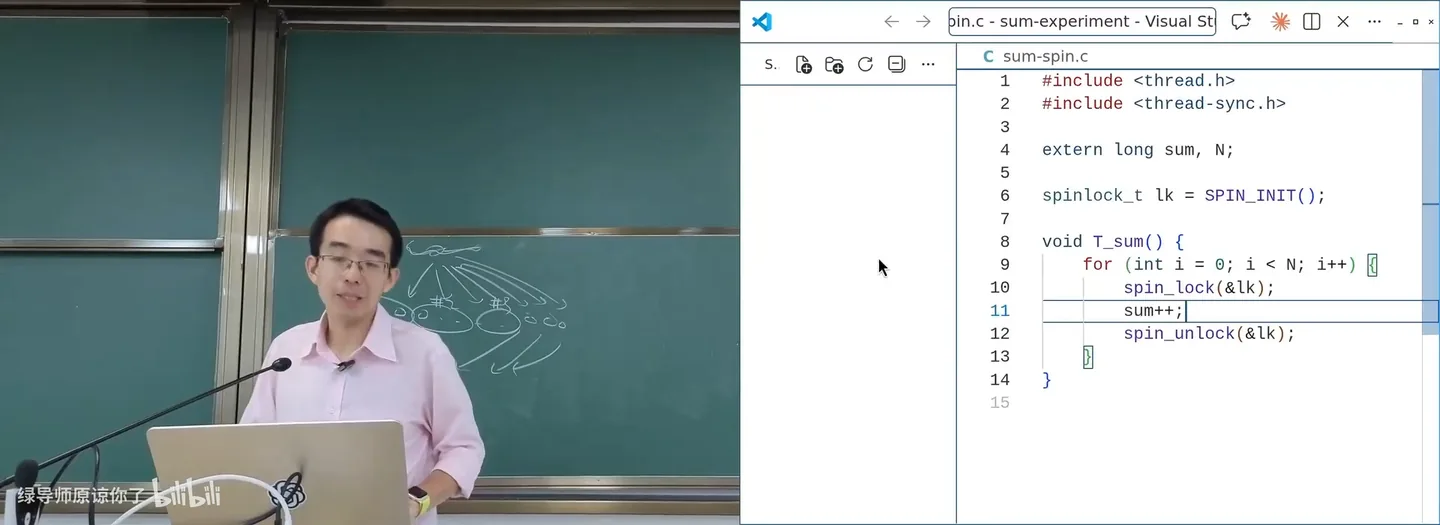 #2
#3
绿导师原谅你了 bilibili
pin.c - sum-experiment - Visual St
S.
C sum-spin.c
1 #include <thread.h>
2 #include <thread-sync.h>
3
4 extern long sum, N;
5
6 spinlock_t lk = SPIN_INIT();
7
8 void T_sum() {
9 for (int i = 0; i < N; i++) {
10 spin_lock(&lk);
11 sum++;
12 spin_unlock(&lk);
13 }
14 }
15